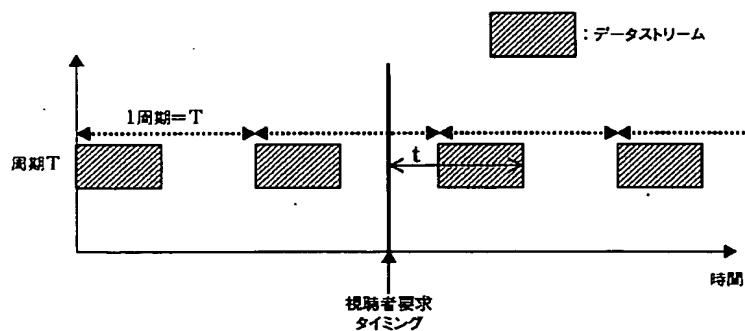 ：データストリーム
1周期＝T
周期T
t
時間
視聴者要求
タイミング